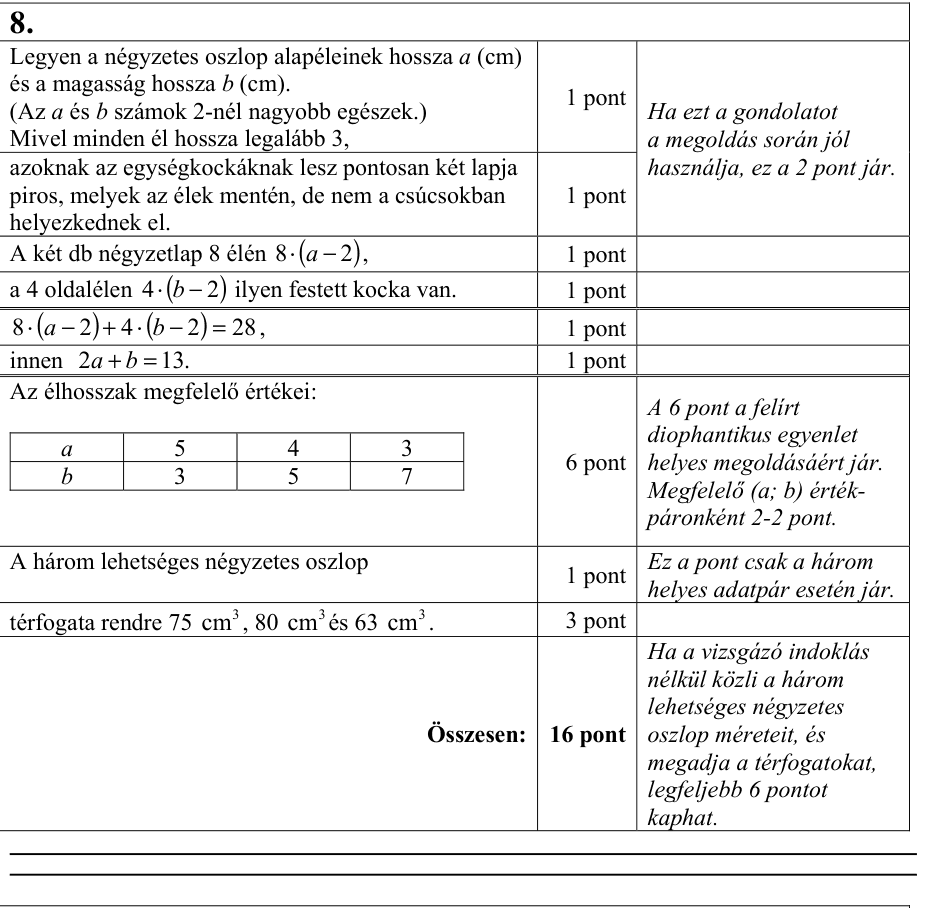 8.
Legyen a négyzetes oszlop alapéleinek hossza a (cm)
és a magasság hossza b (cm).
(Az a és b számok 2-nél nagyobb egészek.)
Mivel minden él hossza legalább 3,
1 pont
Ha ezt a gondolatot
a megoldás során jól
használja, ez a 2 pont jár.
azoknak az egységkockáknak lesz pontosan két lapja
piros, melyek az élek mentén, de nem a csúcsokban
helyezkednek el.
1 pont
A két db négyzetlap 8 élén 8·(a − 2),
1 pont
a 4 oldalélen 4·(b − 2) ilyen festett kocka van.
1 pont
8·(a − 2) + 4·(b − 2) = 28,
1 pont
innen 2a + b = 13.
1 pont
Az élhosszak megfelelő értékei:
a 5 4 3
b 3 5 7
6 pont
A 6 pont a felírt
diophantikus egyenlet
helyes megoldásáért jár.
Megfelelő (a; b) érték-
páronként 2-2 pont.
A három lehetséges négyzetes oszlop
1 pont
Ez a pont csak a három
helyes adatpár esetén jár.
térfogata rendre 75 cm³, 80 cm³ és 63 cm³.
3 pont
Összesen:
16 pont
Ha a vizsgázó indoklás
nélkül közli a három
lehetséges négyzetes
oszlop méreteit, és
megadja a térfogatokat,
legfeljebb 6 pontot
kaphat.